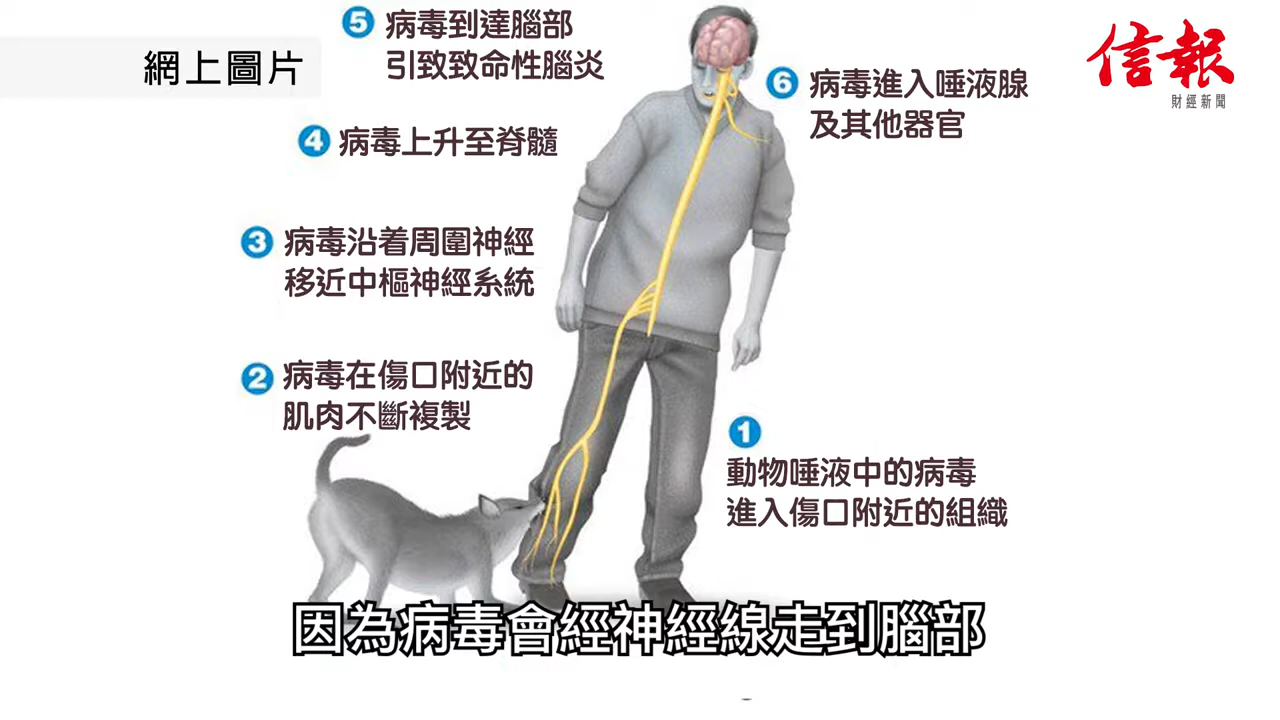 網上圖片
信報
財經新聞
5
病毒到達腦部
引致致命性腦炎
6
病毒進入唾液腺
及其他器官
4
病毒上升至脊髓
3
病毒沿着周圍神經
移近中樞神經系統
2
病毒在傷口附近的
肌肉不斷複製
1
動物唾液中的病毒
進入傷口附近的組織
因為病毒會經神經線走到腦部